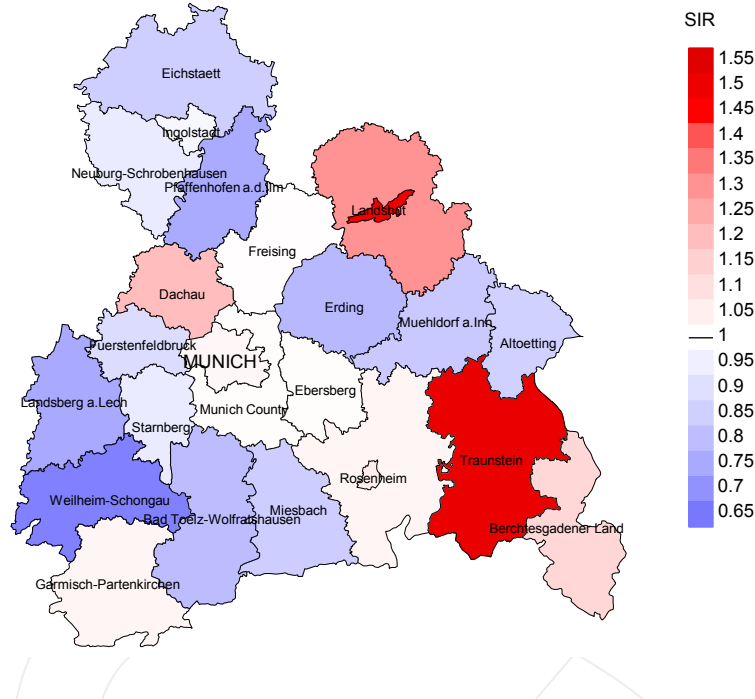 SIR
1.55
1.5
1.45
1.4
1.35
1.3
1.25
1.2
1.15
1.1
1.05
1
0.95
0.9
0.85
0.8
0.75
0.7
0.65
Eichstaett
Ingolstadt
Neuburg-Schrobenhausen
Pfaffenhofen a.d.Ilm
Landshut
Freising
Dachau
Erding
Muehldorf a.Inn
Altoetting
Fuerstenfeldbruck
MUNICH
Ebersberg
Landsberg a.Lech
Munich County
Starnberg
Traunstein
Rosenheim
Miesbach
Weilheim-Schongau
Bad Toelz-Wolfratshausen
Berchtesgadener Land
Garmisch-Partenkirchen